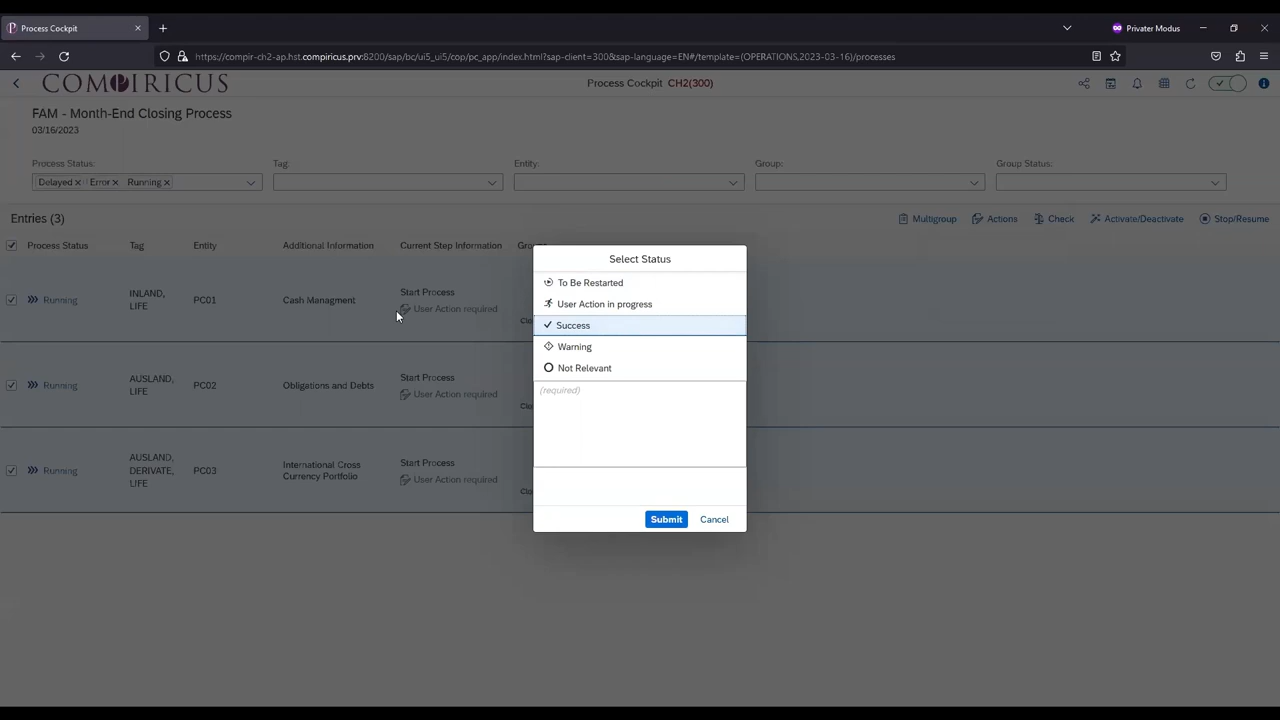 Process Cockpit
Privater Modus
https://compir-ch2-ap.hst.compiricus.prv:8200/sap/bc/ui5_ui5/cop/pc_app/index.html?sap-client=300&sap-language=EN#/template=(OPERATIONS,2023-03-16)/processes
COMPIRICUS
Process Cockpit CH2(300)
FAM - Month-End Closing Process
03/16/2023
Process Status: Tag: Entity: Group: Group Status:
Delayed Error Running
Entries (3) Multigroup Actions Check Activate/Deactivate Stop/Resume
Process Status Tag Entity Additional Information Current Step Information
Select Status
To Be Restarted
User Action in progress
Success
Warning
Not Relevant
(required)
Submit Cancel
Running INLAND, LIFE PC01 Cash Managment Start Process
User Action required
Running AUSLAND, LIFE PC02 Obligations and Debts Start Process
User Action required
Running AUSLAND, DERIVATE, LIFE PC03 International Cross Currency Portfolio Start Process
User Action required